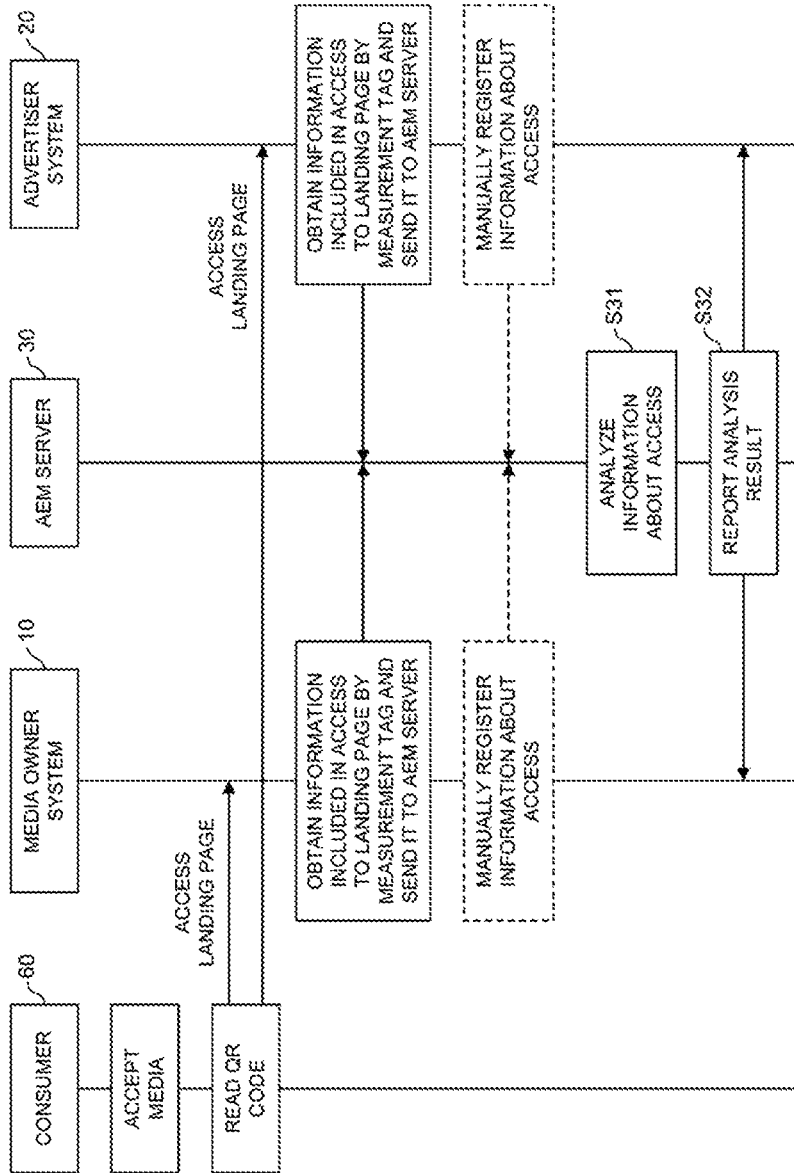 CONSUMER
60
ACCEPT
MEDIA
READ QR
CODE
MEDIA OWNER
SYSTEM
10
ACCESS
LANDING PAGE
OBTAIN INFORMATION
INCLUDED IN ACCESS
TO LANDING PAGE BY
MEASUREMENT TAG AND
SEND IT TO AEM SERVER
MANUALLY REGISTER
INFORMATION ABOUT
ACCESS
AEM SERVER
30
ANALYZE
INFORMATION
ABOUT ACCESS
S31
REPORT ANALYSIS
RESULT
S32
ADVERTISER
SYSTEM
20
ACCESS
LANDING PAGE
OBTAIN INFORMATION
INCLUDED IN ACCESS
TO LANDING PAGE BY
MEASUREMENT TAG AND
SEND IT TO AEM SERVER
MANUALLY REGISTER
INFORMATION ABOUT
ACCESS